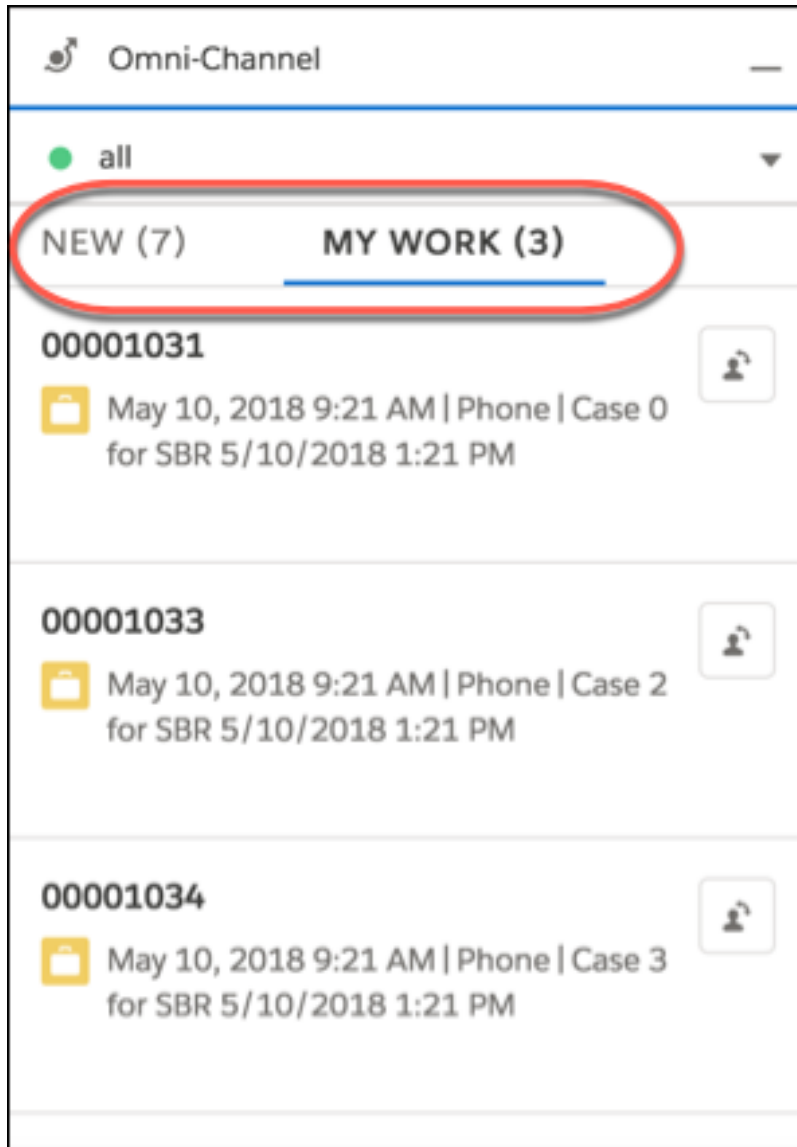 Omni-Channel
all
NEW (7) MY WORK (3)
00001031
May 10, 2018 9:21 AM | Phone | Case 0
for SBR 5/10/2018 1:21 PM
00001033
May 10, 2018 9:21 AM | Phone | Case 2
for SBR 5/10/2018 1:21 PM
00001034
May 10, 2018 9:21 AM | Phone | Case 3
for SBR 5/10/2018 1:21 PM